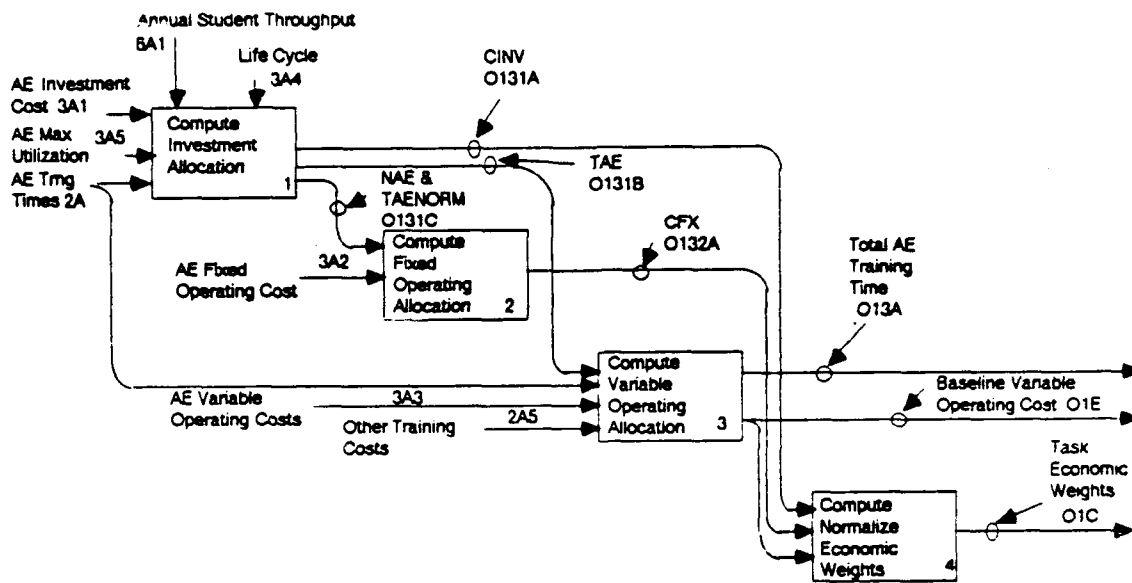 Annual Student Throughput
6A1
Life Cycle
3A4
CINV
O131A
AE Investment
Cost 3A1
AE Max 3A5
Utilization
AE Trng
Times 2A
Compute
Investment
Allocation
1
TAE
O131B
NAE &
TAENORM
O131C
CFX
O132A
Total AE
Training
Time
O13A
AE Fixed
Operating Cost
3A2
Compute
Fixed
Operating
Allocation 2
Compute
Variable
Operating
Allocation 3
Baseline Variable
Operating Cost O1E
AE Variable
Operating Costs
3A3
Other Training
Costs
2A5
Task
Economic
Weights
O1C
Compute
Normalize
Economic
Weights 4